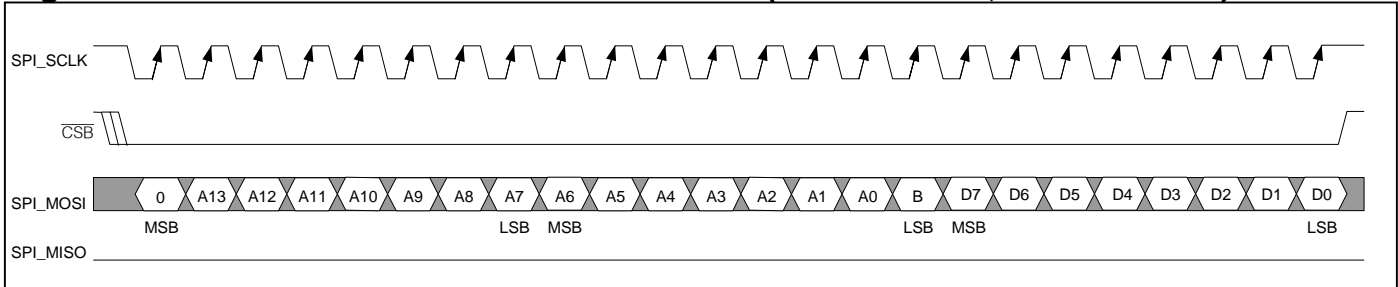 SPI_SCLK
CSB
SPI_MOSI 0 A13 A12 A11 A10 A9 A8 A7 A6 A5 A4 A3 A2 A1 A0 B D7 D6 D5 D4 D3 D2 D1 D0
MSB LSB MSB LSB MSB LSB
SPI_MISO